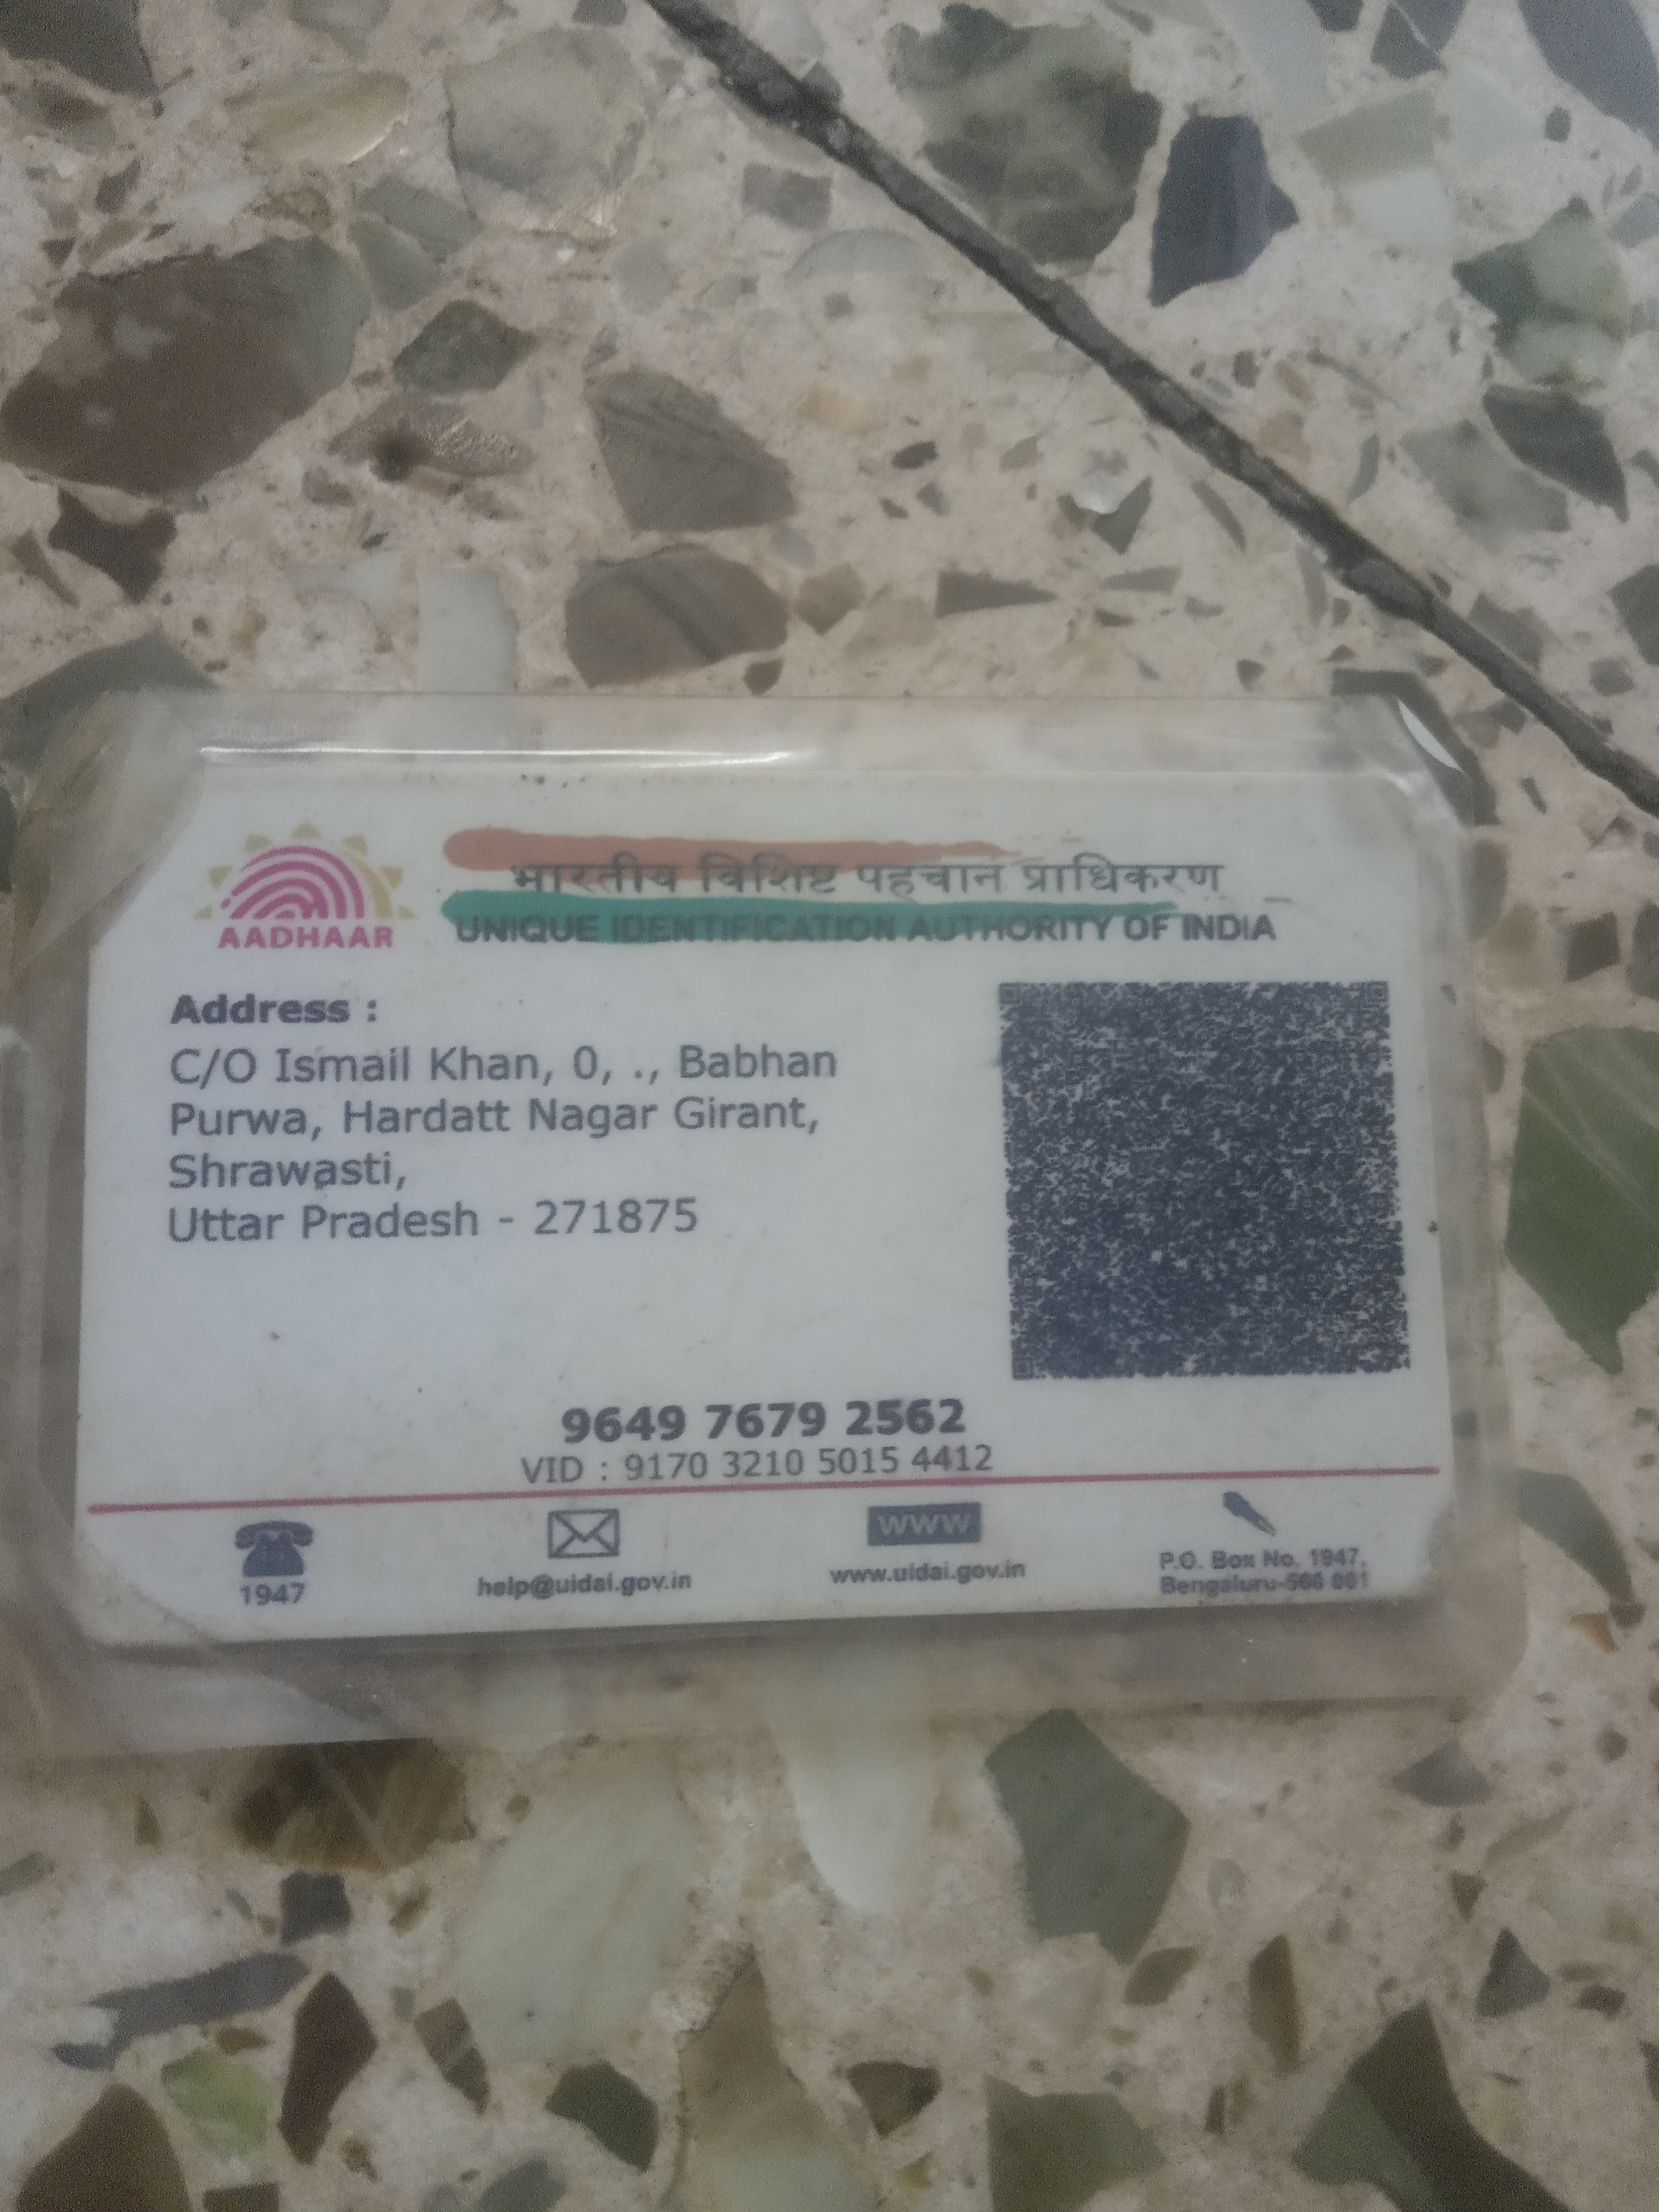 भारतीय विशिष्ट पहचान प्राधिकरण
AADHAAR
UNIQUE IDENTIFICATION AUTHORITY OF INDIA
Address :
C/O Ismail Khan, 0, ., Babhan
Purwa, Hardatt Nagar Girant,
Shrawasti,
Uttar Pradesh - 271875
9649 7679 2562
VID : 9170 3210 5015 4412
1947
help@uidai.gov.in
www
www.uidai.gov.in
P.O. Box No. 1947,
Bengaluru-560 001